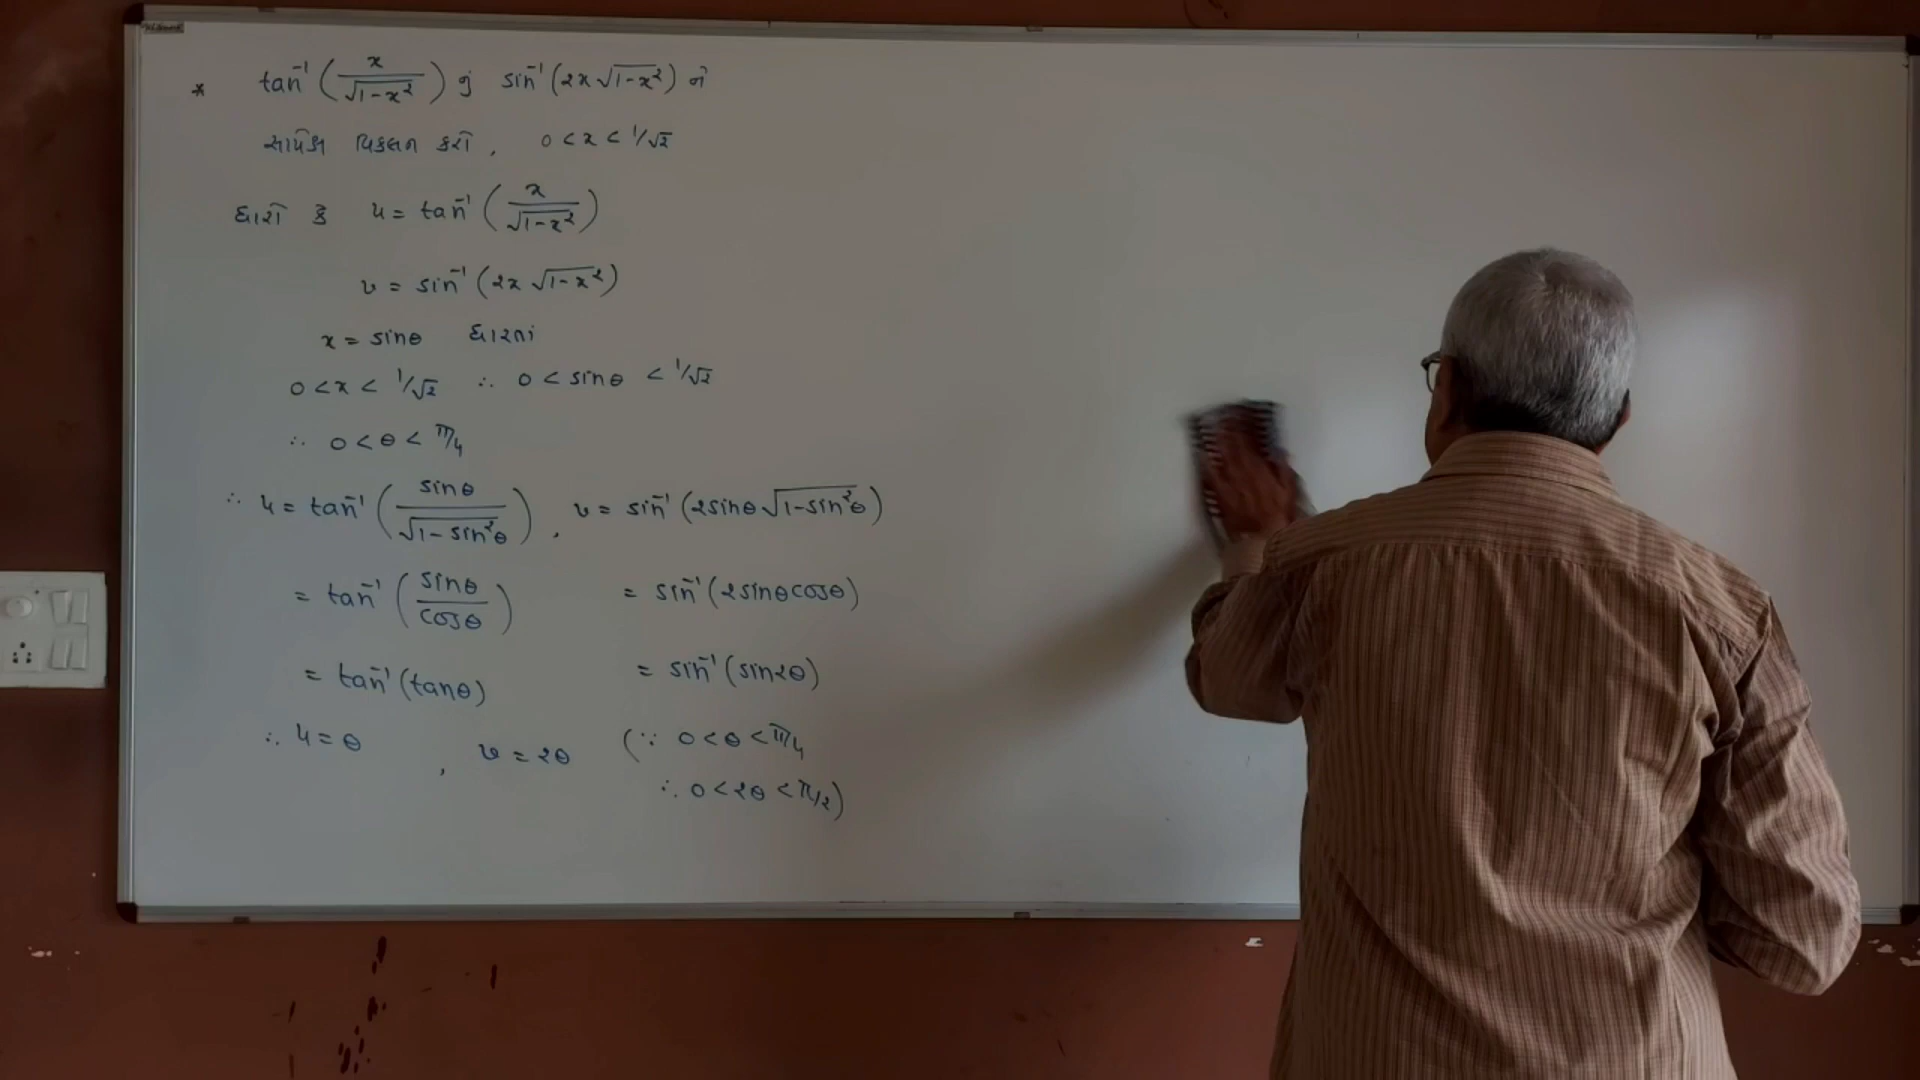 * tan⁻¹(x/√(1-x²)) નું sin⁻¹(2x√(1-x²)) ને
સાપેક્ષ વિકલન કરો, 0 < x < 1/√2
ધારો કે u = tan⁻¹(x/√(1-x²))
v = sin⁻¹(2x√(1-x²))
x = sinθ ધારતાં
0 < x < 1/√2 ∴ 0 < sinθ < 1/√2
∴ 0 < θ < π/4
∴ u = tan⁻¹(sinθ/√(1-sin²θ)), v = sin⁻¹(2sinθ√(1-sin²θ))
= tan⁻¹(sinθ/cosθ) = sin⁻¹(2sinθcosθ)
= tan⁻¹(tanθ) = sin⁻¹(sin2θ)
∴ u = θ, v = 2θ (∵ 0 < θ < π/4
∴ 0 < 2θ < π/2)